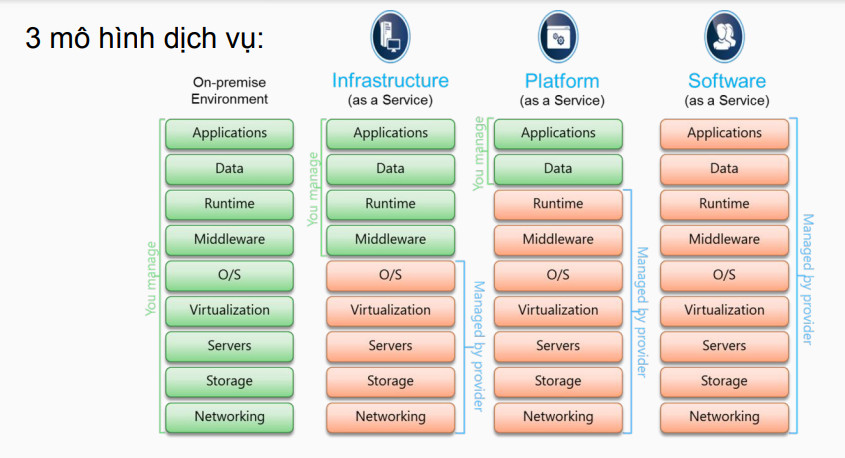 3 mô hình dịch vụ:
On-premise
Environment
You manage
Applications
Data
Runtime
Middleware
O/S
Virtualization
Servers
Storage
Networking
Infrastructure
(as a Service)
You manage
Applications
Data
Runtime
Middleware
O/S
Virtualization
Servers
Storage
Networking
Managed by provider
Platform
(as a Service)
You manage
Applications
Data
Runtime
Middleware
O/S
Virtualization
Servers
Storage
Networking
Managed by provider
Software
(as a Service)
Applications
Data
Runtime
Middleware
O/S
Virtualization
Servers
Storage
Networking
Managed by provider